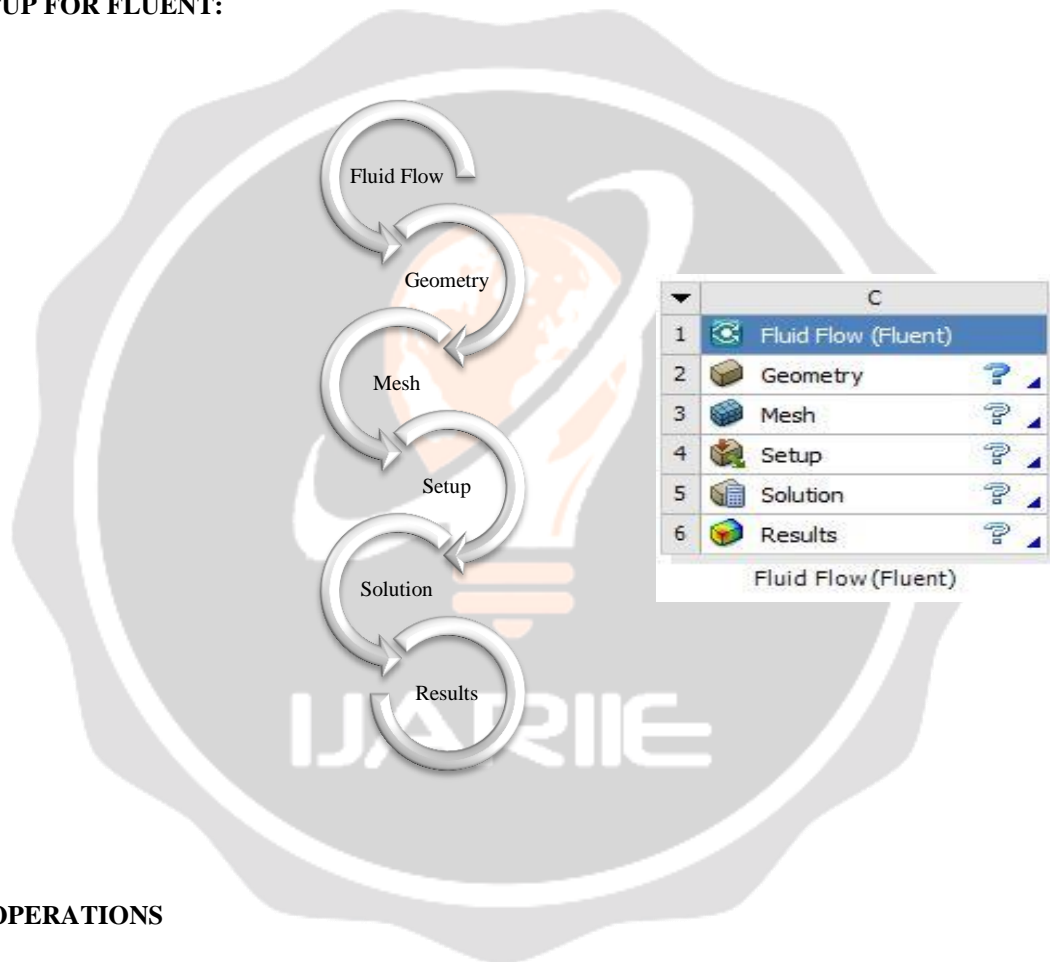 UP FOR FLUENT:
Fluid Flow
Geometry
Mesh
Setup
Solution
Results
C
1 Fluid Flow (Fluent)
2 Geometry
3 Mesh
4 Setup
5 Solution
6 Results
Fluid Flow (Fluent)
IJARIIE
OPERATIONS